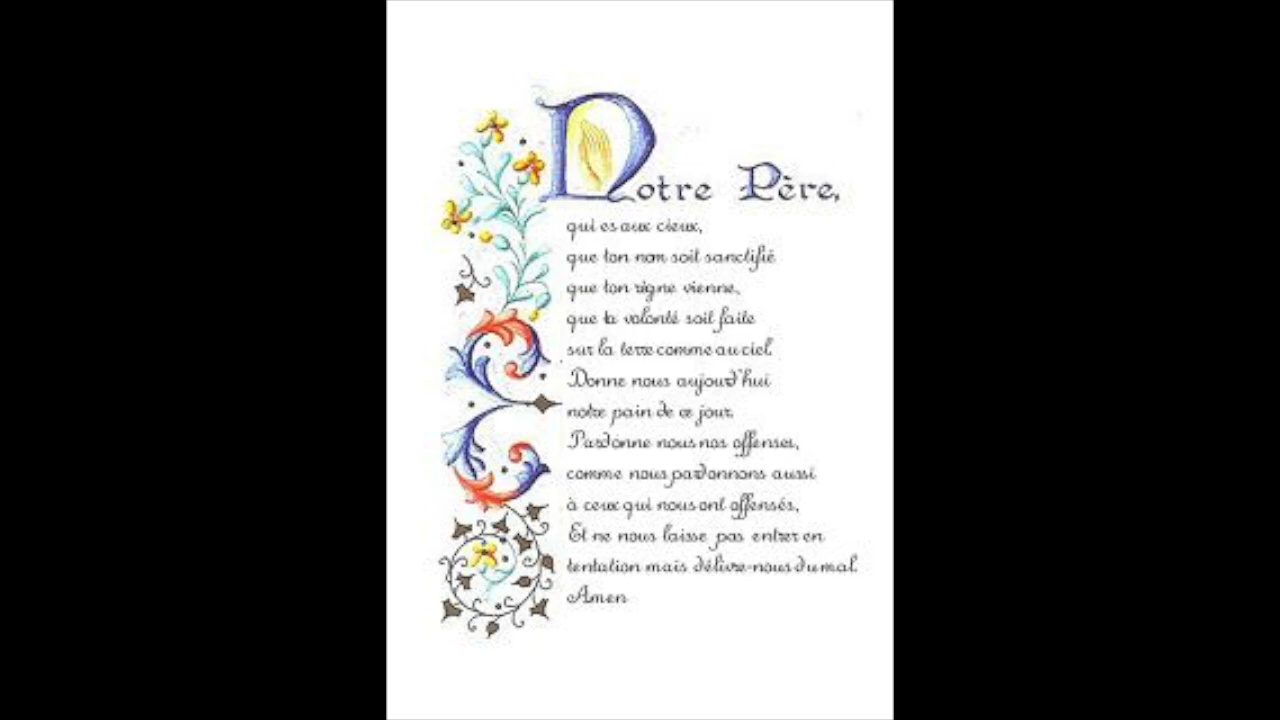 Notre Père,
qui es aux cieux,
que ton nom soit sanctifié
que ton règne vienne,
que ta volonté soit faite
sur la terre comme au ciel.
Donne nous aujourd'hui
notre pain de ce jour.
Pardonne nous nos offenses,
comme nous pardonnons aussi
à ceux qui nous ont offensés,
Et ne nous laisse pas entrer en
tentation mais délivre-nous du mal.
Amen